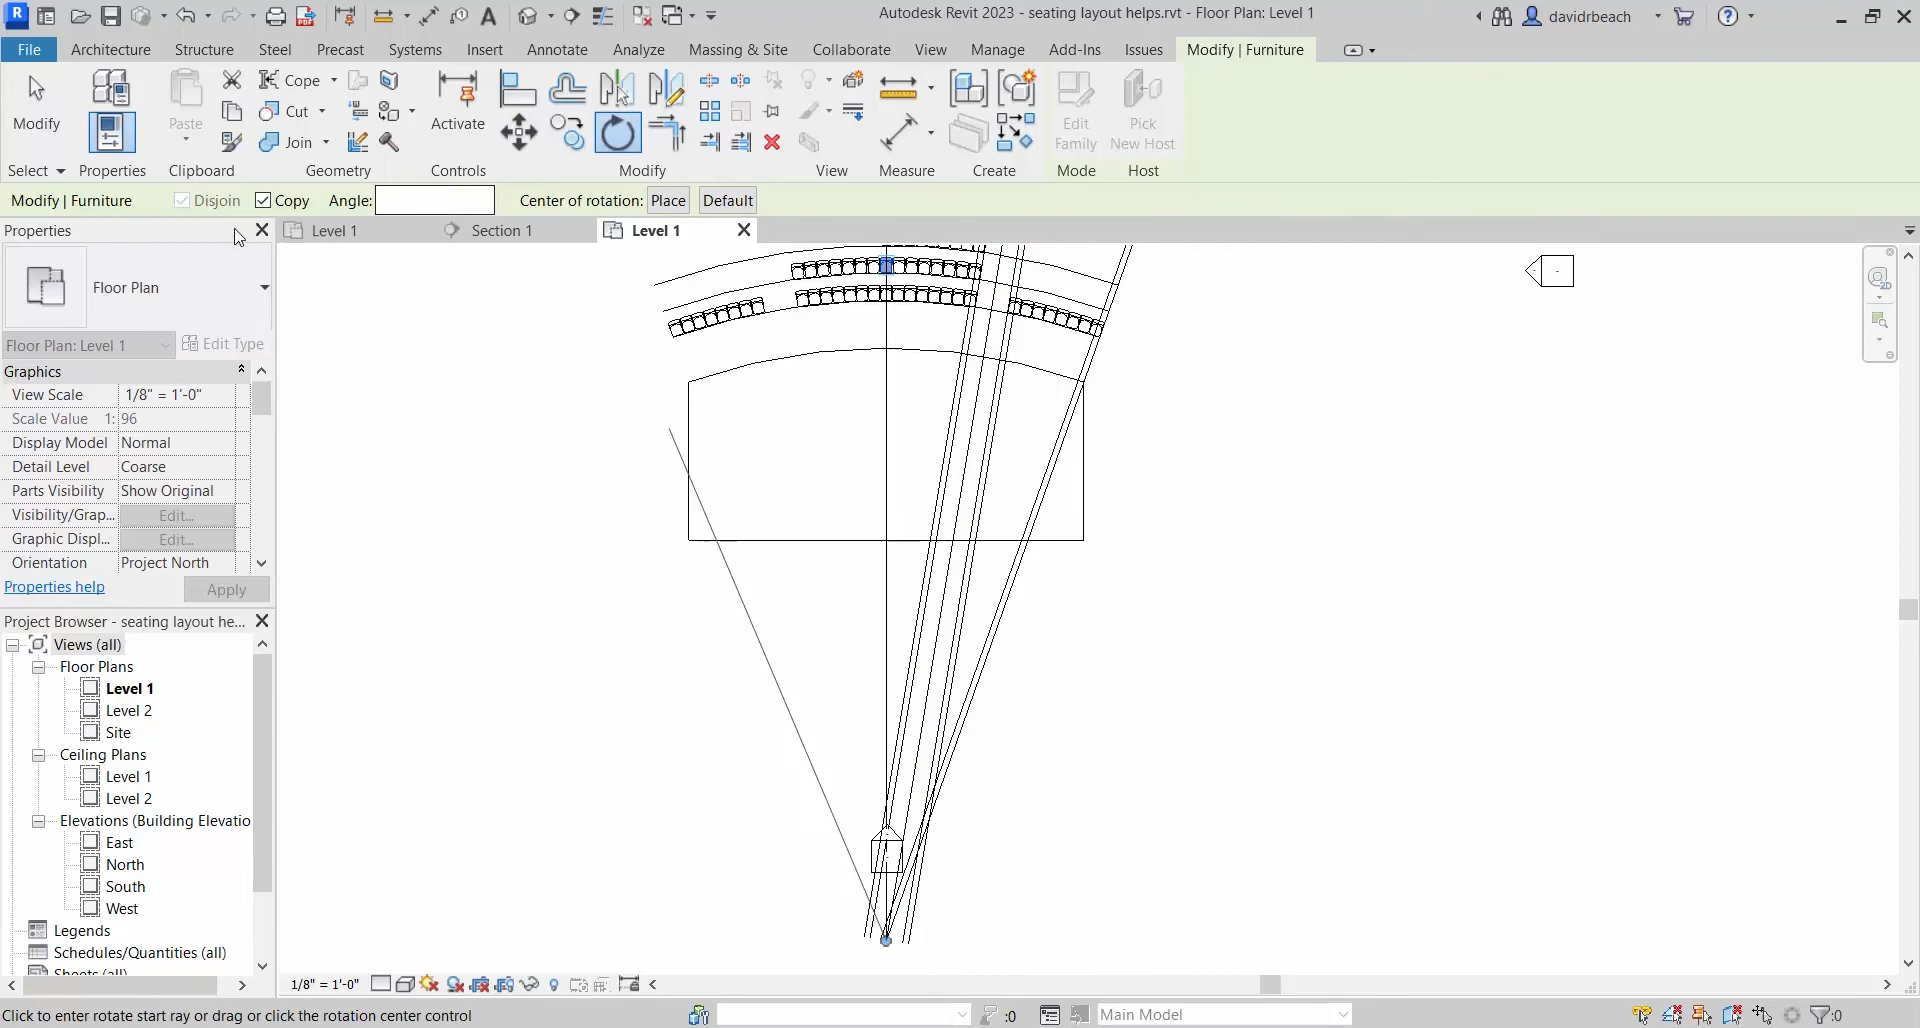 Autodesk Revit 2023 - seating layout helps.rvt - Floor Plan: Level 1
davidrbeach
File Architecture Structure Steel Precast Systems Insert Annotate Analyze Massing & Site Collaborate View Manage Add-Ins Issues Modify | Furniture
Modify Paste Cope Cut Join Activate Edit Family Pick New Host
Select Properties Clipboard Geometry Controls Modify View Measure Create Mode Host
Modify | Furniture Disjoin Copy Angle: Center of rotation: Place Default
Properties
Level 1 Section 1 Level 1
Floor Plan
Floor Plan: Level 1 Edit Type
Graphics
View Scale 1/8" = 1'-0"
Scale Value 1: 96
Display Model Normal
Detail Level Coarse
Parts Visibility Show Original
Visibility/Grap... Edit...
Graphic Displ... Edit...
Orientation Project North
Properties help Apply
Project Browser - seating layout he...
Views (all)
Floor Plans
Level 1
Level 2
Site
Ceiling Plans
Level 1
Level 2
Elevations (Building Elevatio
East
North
South
West
Legends
Schedules/Quantities (all)
Sheets (all)
1/8" = 1'-0"
Click to enter rotate start ray or drag or click the rotation center control
:0
Main Model
:0
2D